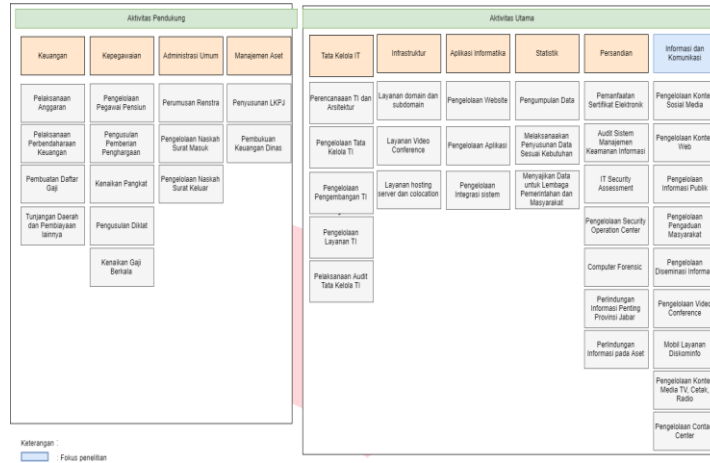 Aktivitas Pendukung
Keuangan
Kepegawaian
Administrasi Umum
Manajemen Aset
Pelaksanaan
Anggaran
Pengelolaan
Pegawai Pensiun
Perumusan Renstra
Penyusunan LKPJ
Pelaksanaan
Perbendaharaan
Keuangan
Pengusulan
Pemberian
Penghargaan
Pengelolaan Naskah
Surat Masuk
Pembukuan
Keuangan Dinas
Pembuatan Daftar
Gaji
Kenaikan Pangkat
Pengelolaan Naskah
Surat Keluar
Tunjangan Daerah
dan Pembiayaan
lainnya
Pengusulan Diklat
Kenaikan Gaji
Berkala
Aktivitas Utama
Tata Kelola IT
Infrastruktur
Aplikasi Informatika
Statistik
Persandian
Informasi dan
Komunikasi
Perencanaaan TI dan
Arsitektur
Layanan domain dan
subdomain
Pengelolaan Website
Pengumpulan Data
Pemanfaatan
Sertifikat Elektronik
Pengelolaan Konte
Sosial Media
Pengelolaan Tata
Kelola TI
Layanan Video
Conference
Pengelolaan Aplikasi
Melaksanaakan
Penyusunan Data
Sesuai Kebutuhan
Audit Sistem
Manajemen
Keamanan Informasi
Pengelolaan Konte
Web
Pengelolaan
Pengembangan TI
Layanan hosting
server dan colocation
Pengelolaan
Integrasi sistem
Menyajikan Data
untuk Lembaga
Pemerintahan dan
Masyarakat
IT Security
Assessment
Pengelolaan
Informasi Publik
Pengelolaan
Layanan TI
Pengelolaan Security
Operation Center
Pengelolaan
Pengaduan
Masyarakat
Pelaksanaan Audit
Tata Kelola TI
Computer Forensic
Pengelolaan
Diseminasi Informa
Perlindungan
Informasi Penting
Provinsi Jabar
Pengelolaan Video
Conference
Perlindungan
Informasi pada Aset
Mobil Layanan
Diskominfo
Pengelolaan Konte
Media TV, Cetak,
Radio
Pengelolaan Conta
Center
Keterangan :
: Fokus penelitian